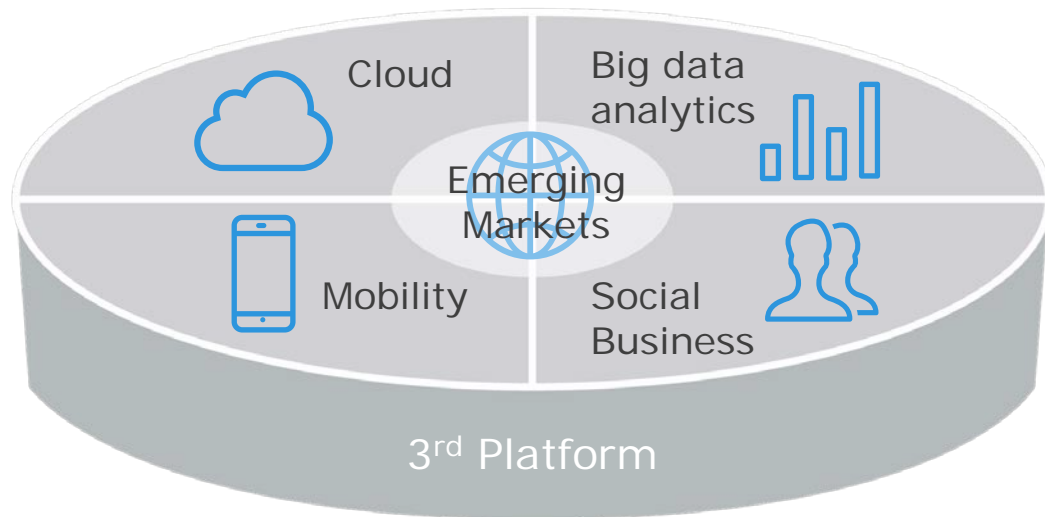 Cloud
Big data
analytics
Emerging
Markets
Mobility
Social
Business
3rd Platform